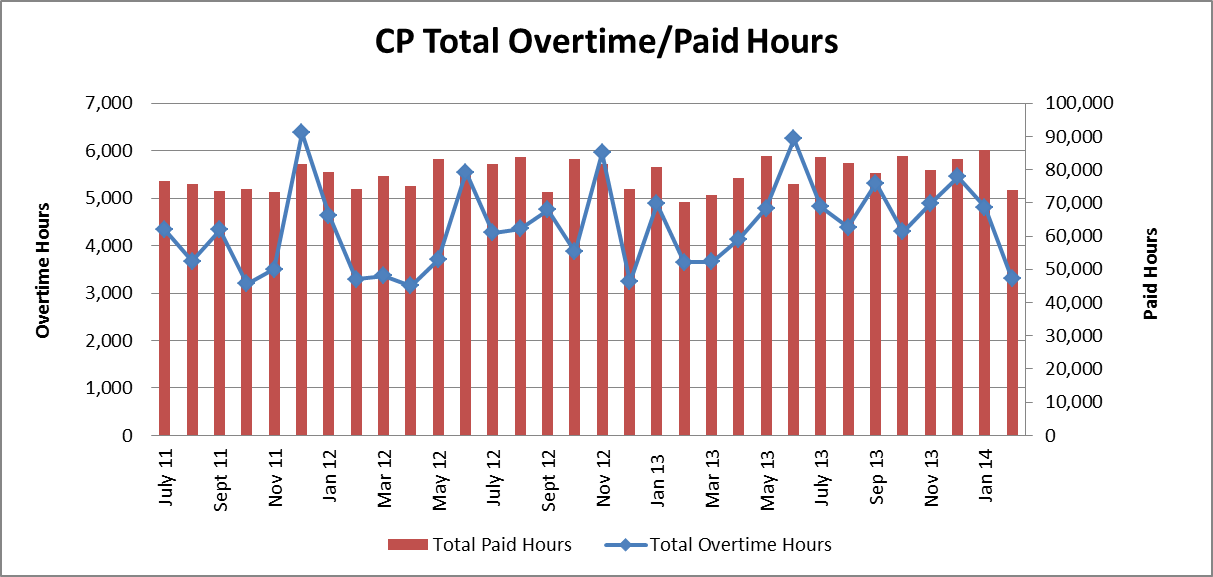 CP Total Overtime/Paid Hours
7,000
6,000
5,000
4,000
3,000
2,000
1,000
0
Overtime Hours
100,000
90,000
80,000
70,000
60,000
50,000
40,000
30,000
20,000
10,000
0
Paid Hours
July 11
Sept 11
Nov 11
Jan 12
Mar 12
May 12
July 12
Sept 12
Nov 12
Jan 13
Mar 13
May 13
July 13
Sep 13
Nov 13
Jan 14
Total Paid Hours
Total Overtime Hours